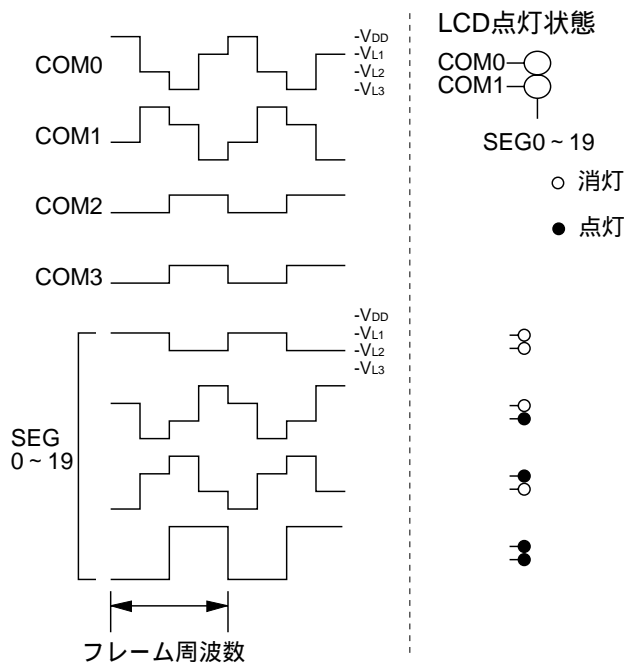 COM0
-VDD
-VL1
-VL2
-VL3
COM1
COM2
COM3
-VDD
-VL1
-VL2
-VL3
SEG
0 ~ 19
フレーム周波数
LCD点灯状態
COM0
COM1
SEG0 ~ 19
消灯
点灯